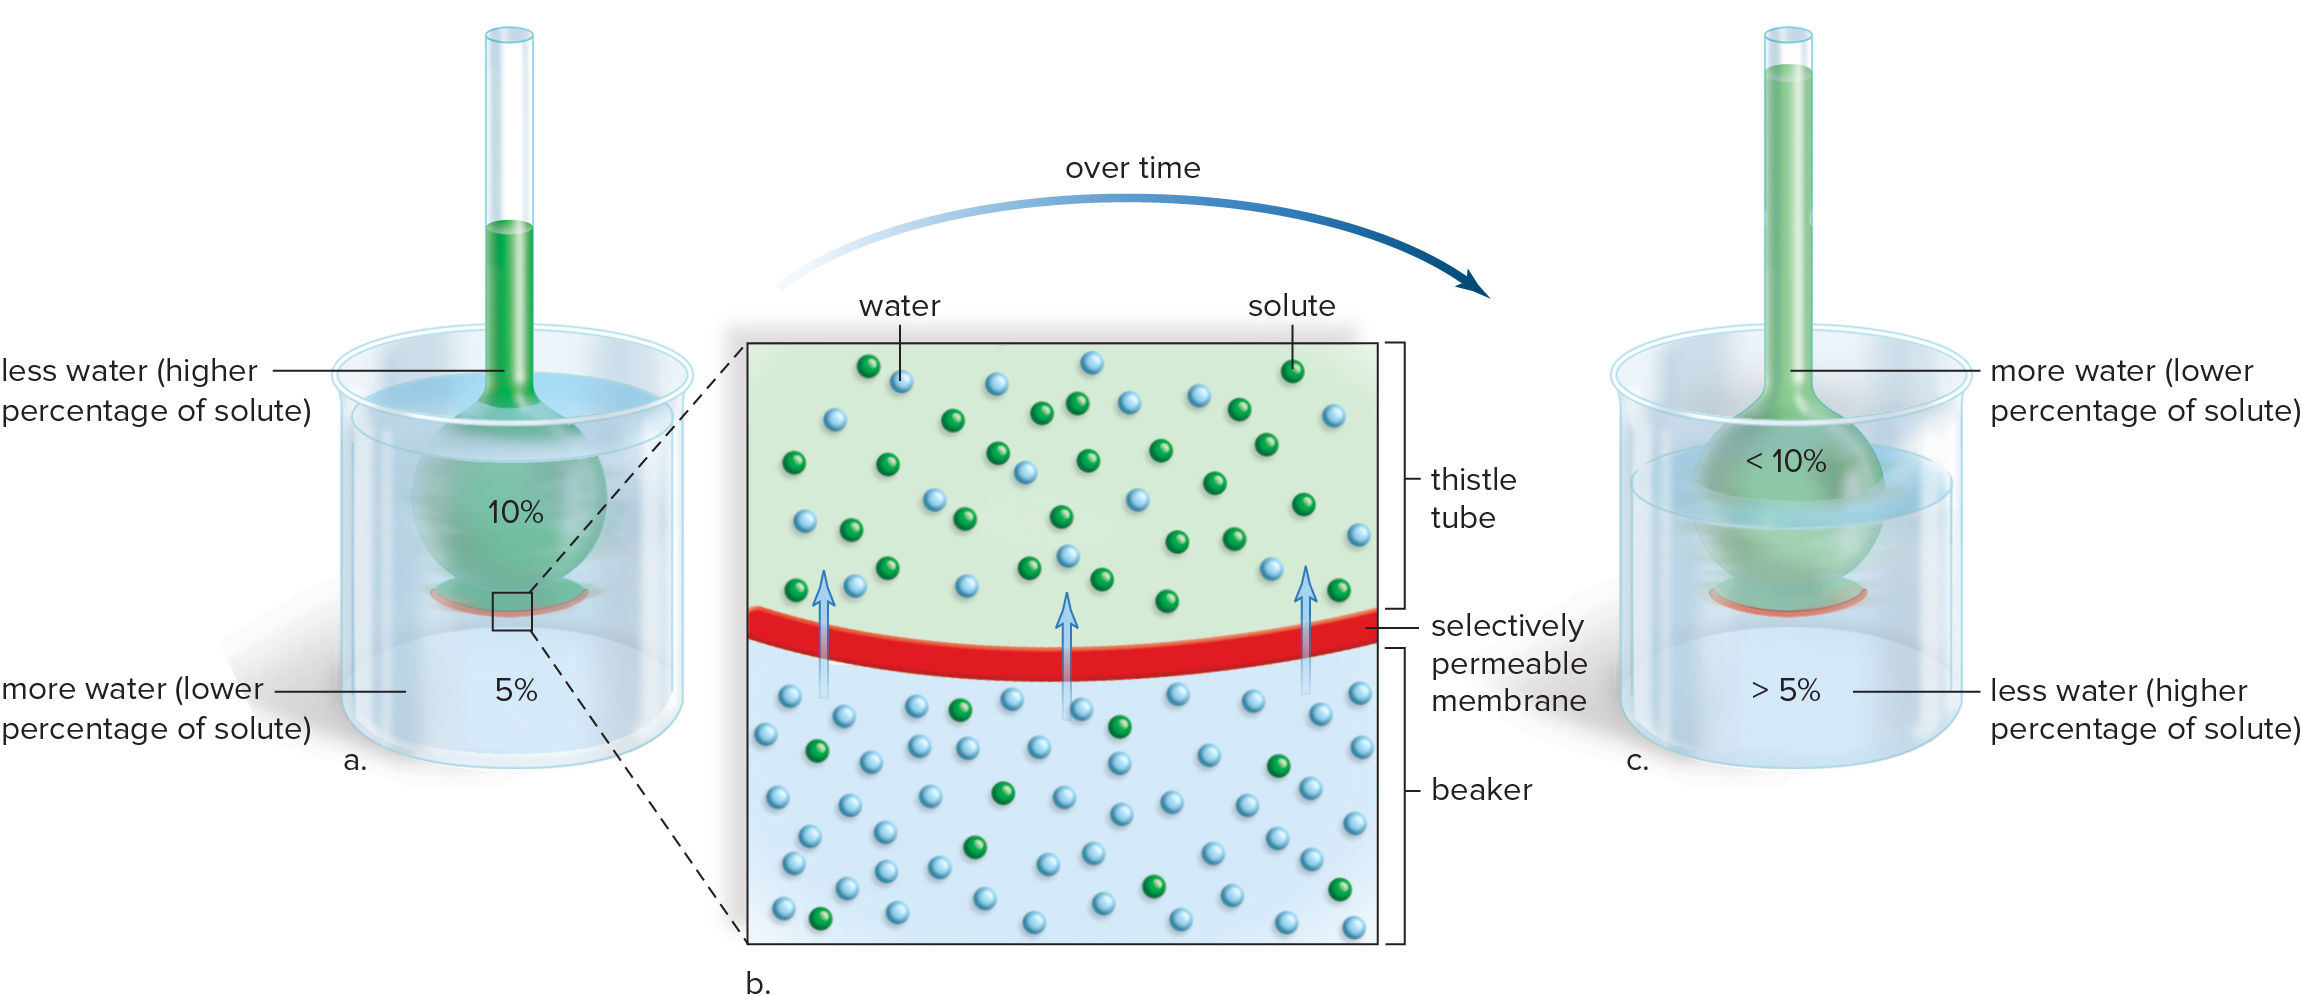 over time
water
solute
less water (higher
percentage of solute)
10%
more water (lower
percentage of solute)
5%
a.
thistle
tube
selectively
permeable
membrane
beaker
b.
more water (lower
percentage of solute)
< 10%
> 5%
less water (higher
percentage of solute)
c.